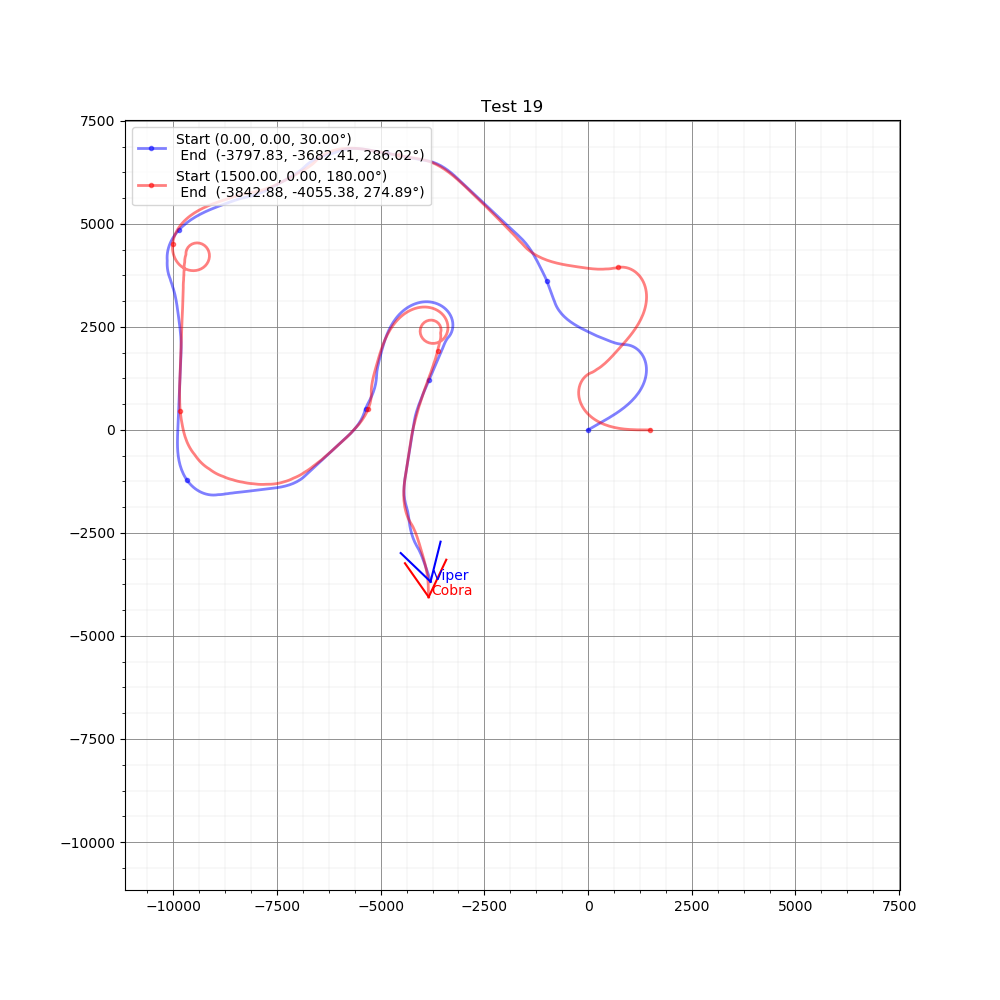 Test 19
Start (0.00, 0.00, 30.00°)
End (-3797.83, -3682.41, 286.02°)
Start (1500.00, 0.00, 180.00°)
End (-3842.88, -4055.38, 274.89°)
7500
5000
2500
0
−2500
−5000
−7500
−10000
Viper
Cobra
−10000
−7500
−5000
−2500
0
2500
5000
7500